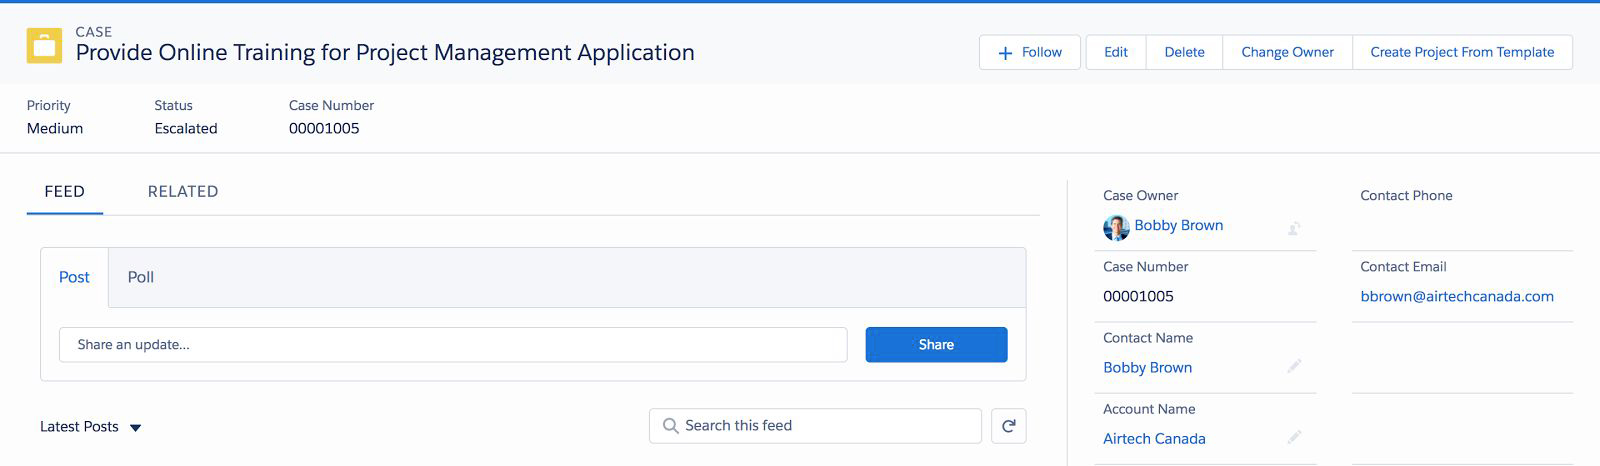 CASE
Provide Online Training for Project Management Application
Follow
Edit
Delete
Change Owner
Create Project From Template
Priority
Status
Case Number
Medium
Escalated
00001005
FEED
RELATED
Post
Poll
Share an update...
Share
Latest Posts
Search this feed
Case Owner
Contact Phone
Bobby Brown
Case Number
Contact Email
00001005
bbrown@airtechcanada.com
Contact Name
Bobby Brown
Account Name
Airtech Canada